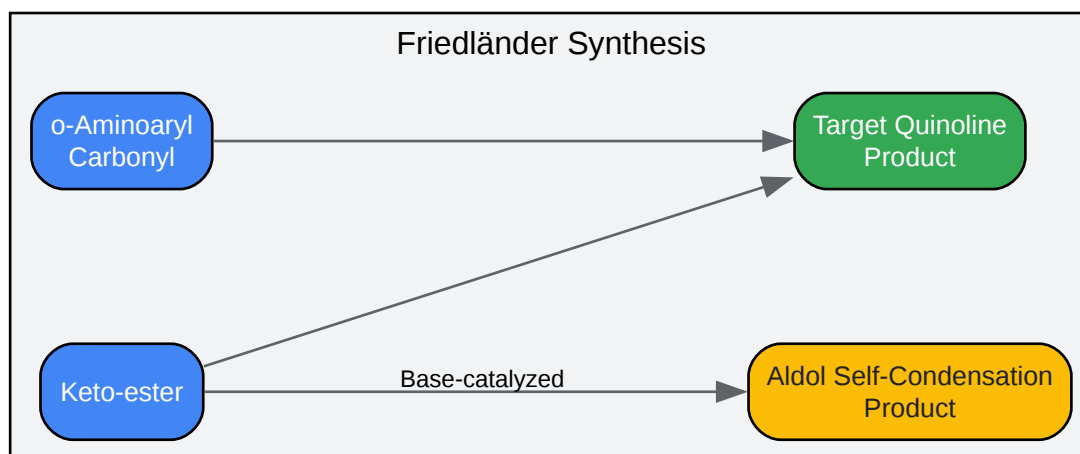 Friedländer Synthesis
o-Aminoaryl
Carbonyl
Target Quinoline
Product
Keto-ester
Base-catalyzed
Aldol Self-Condensation
Product